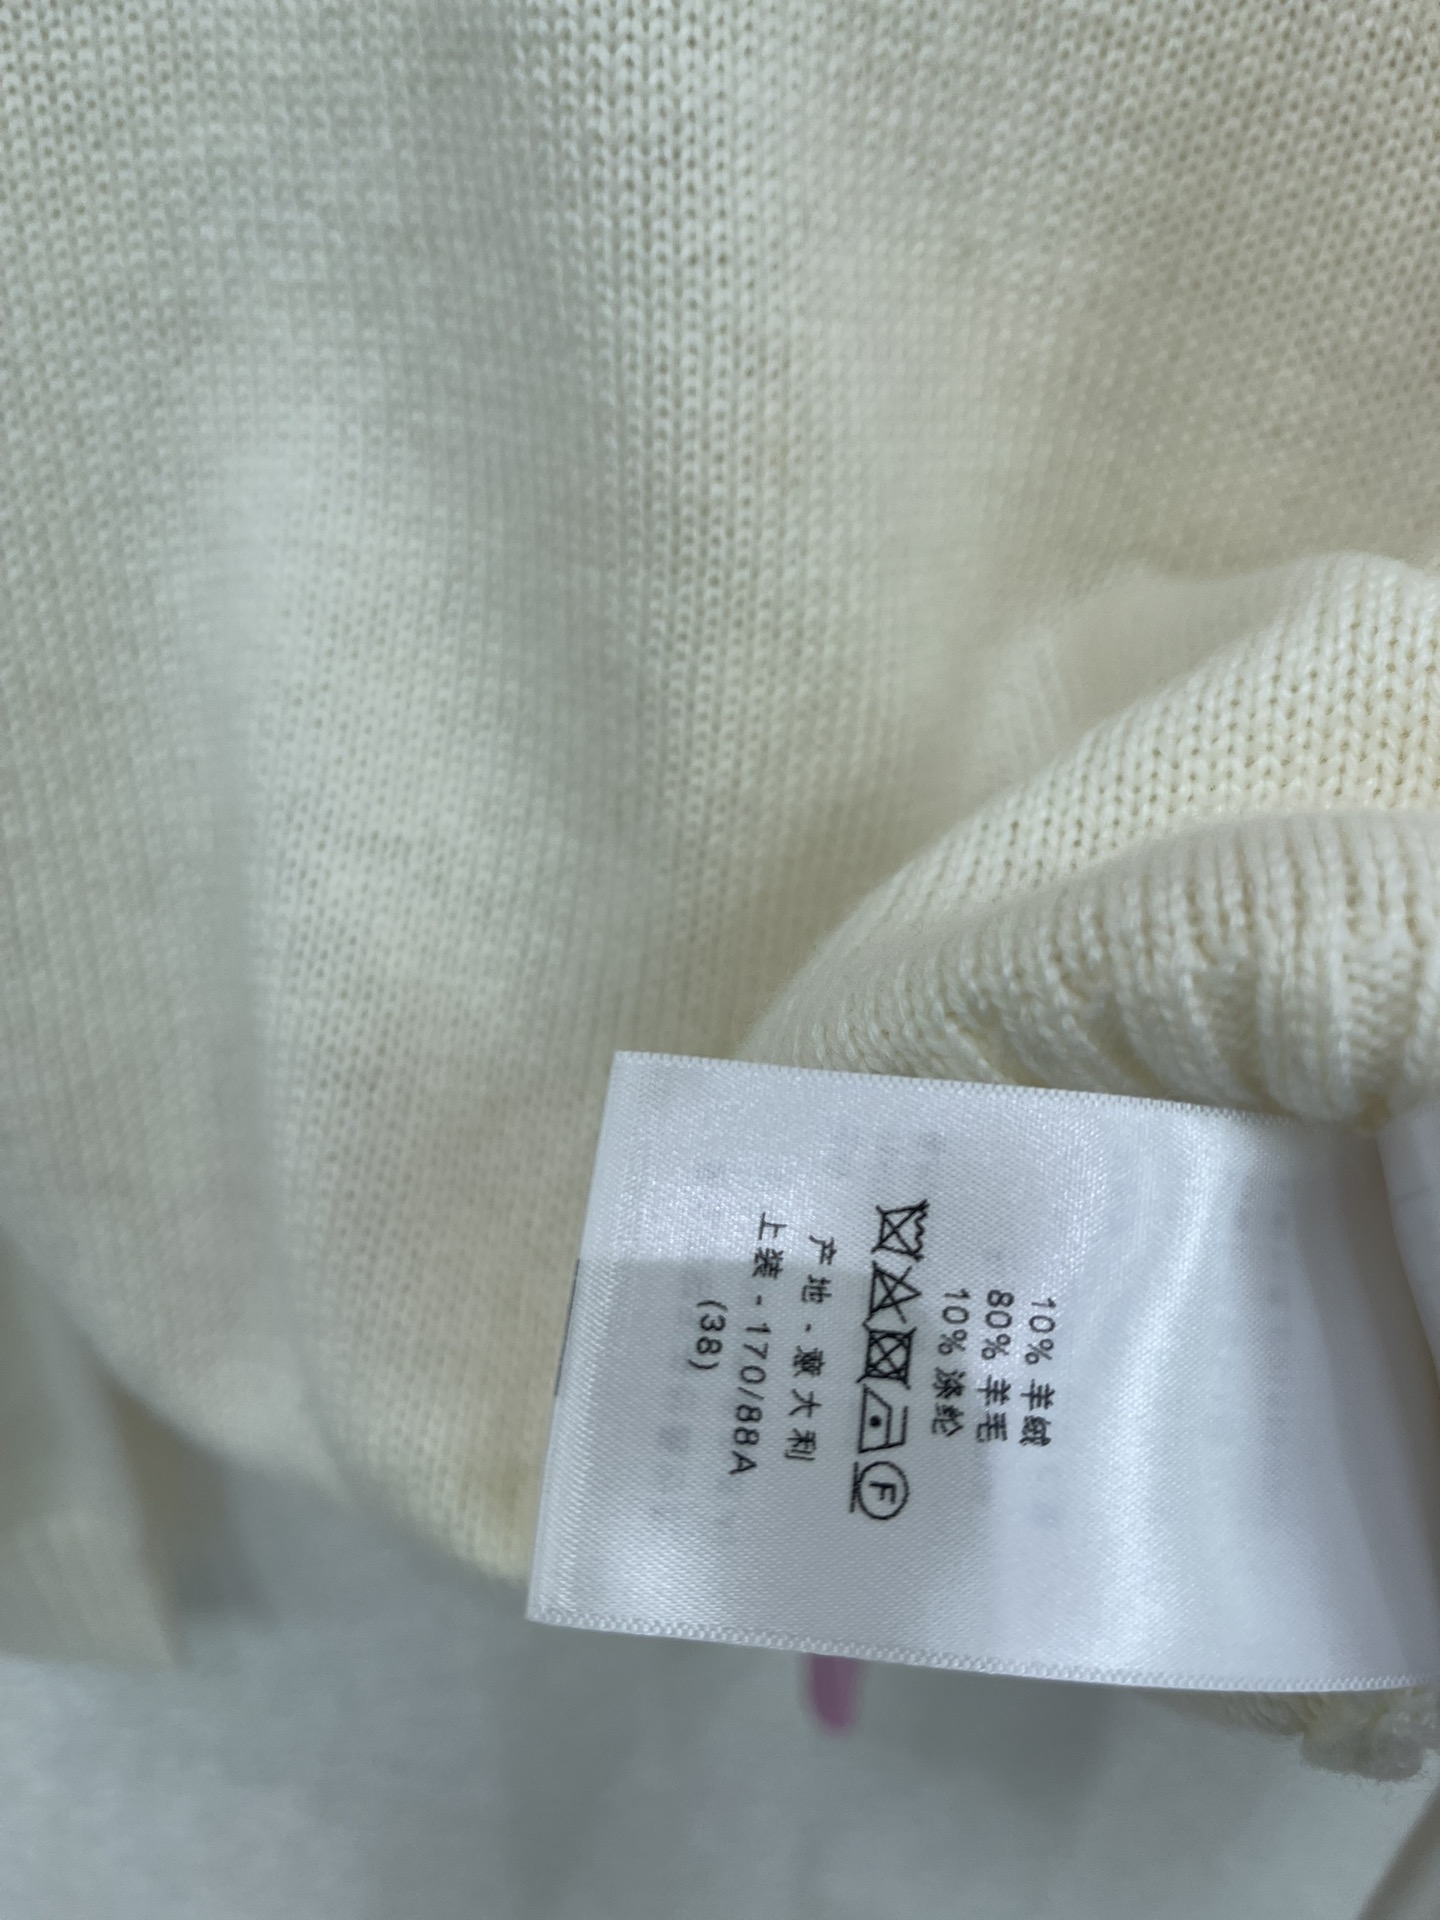 10% 羊绒
80% 羊毛
10% 涤纶
F
产地 - 意大利
上装 - 170/88A
(38)